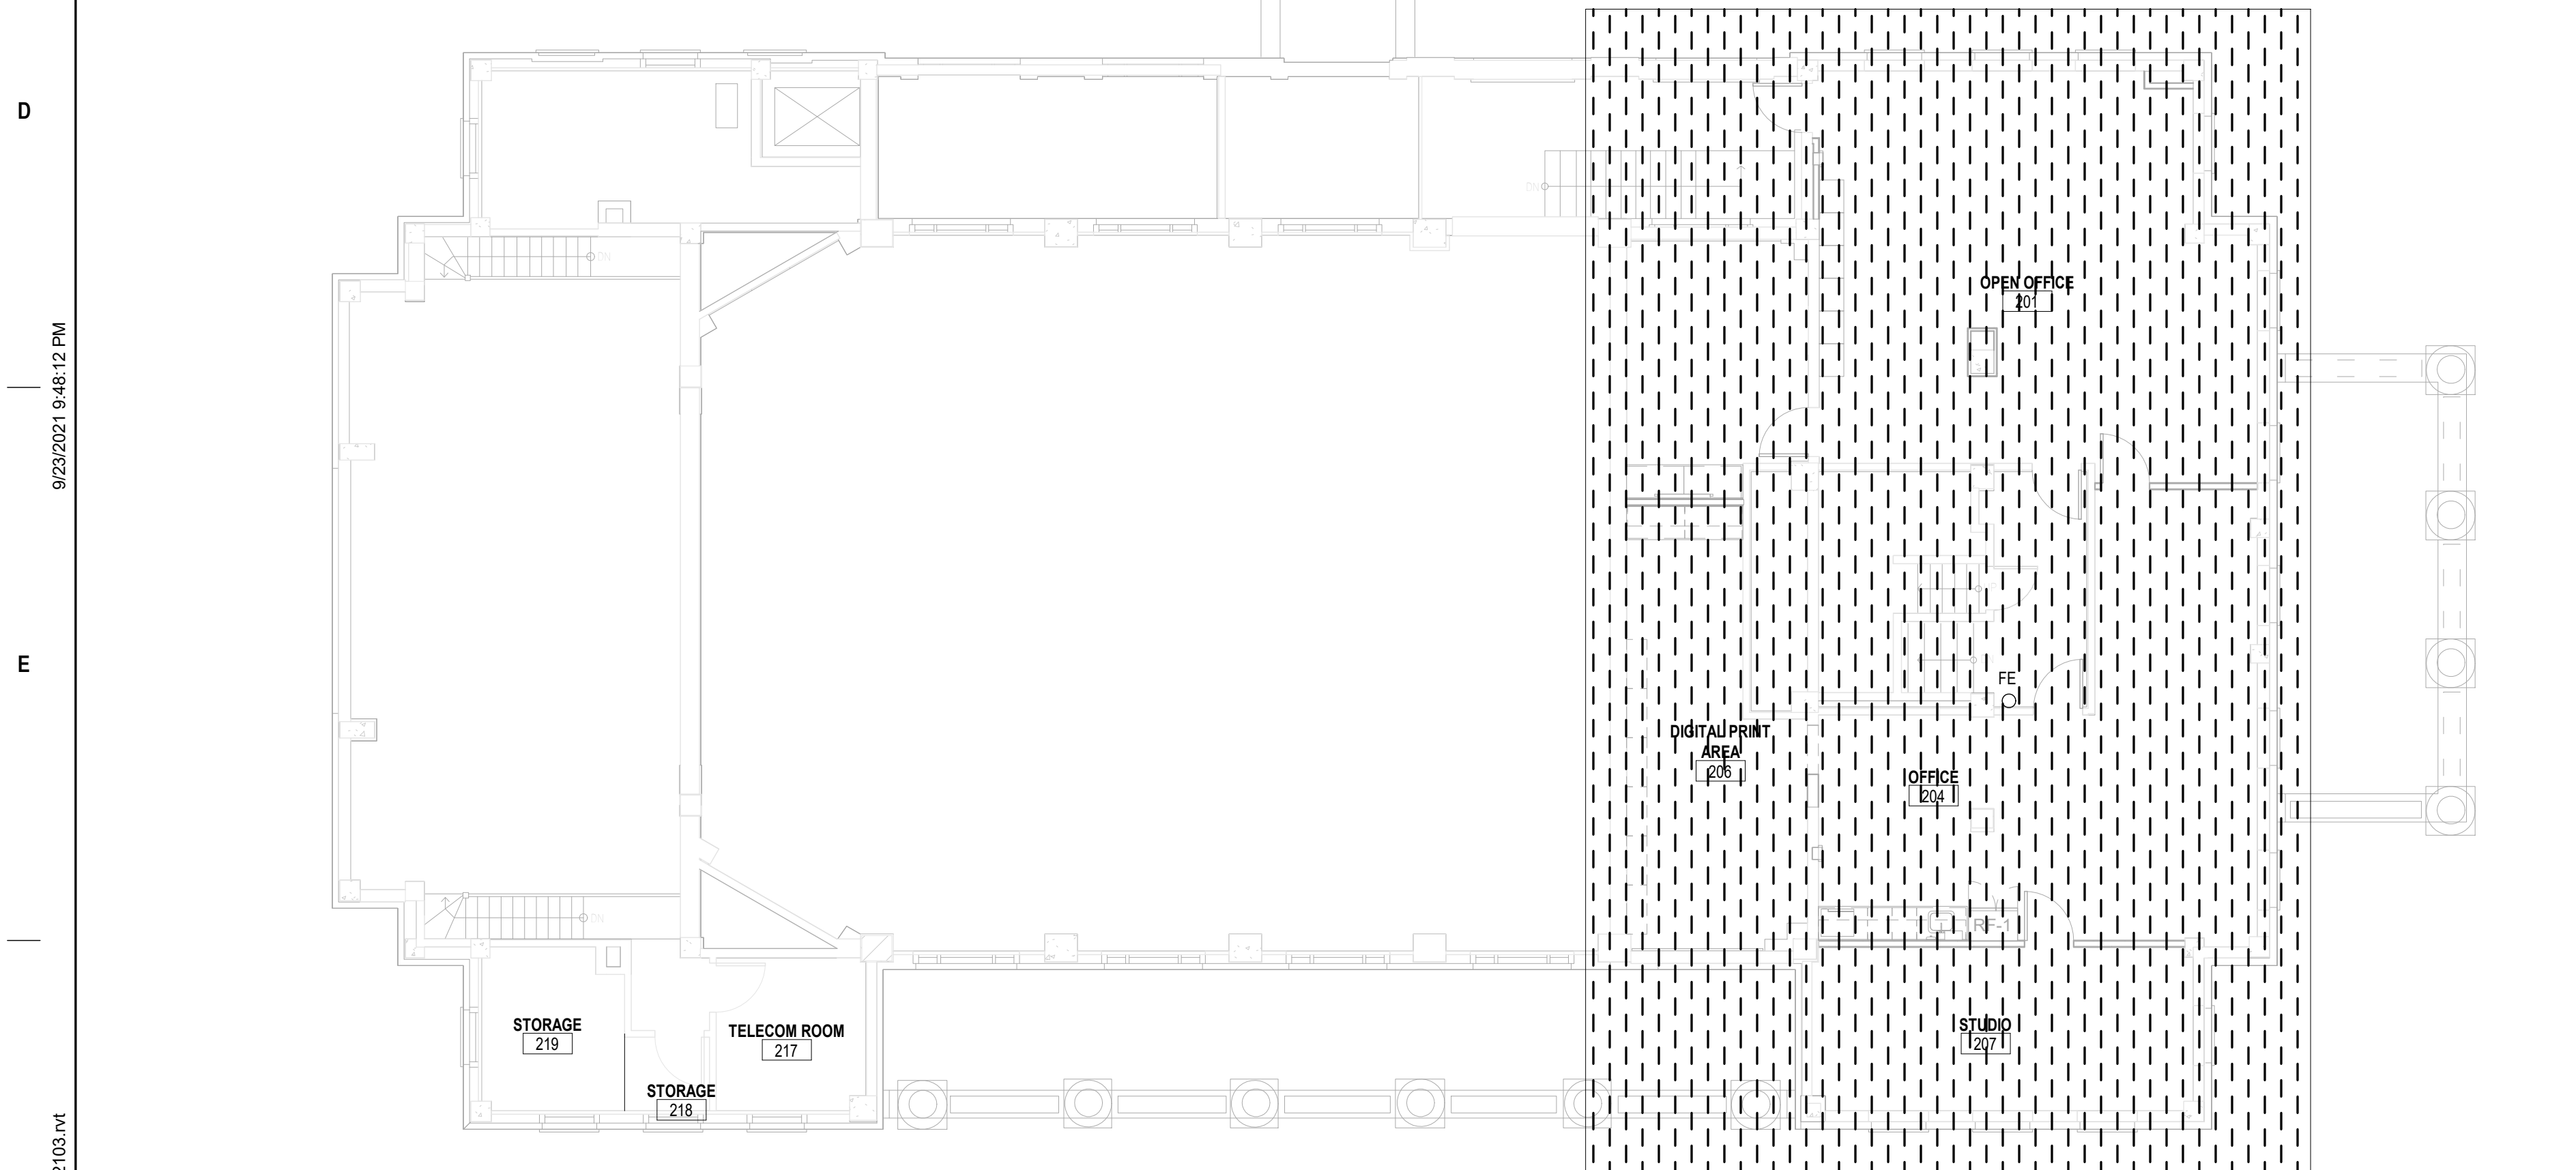 D
9/23/2021 9:48:12 PM
DN
OPEN OFFICE
201
DN
E
FE
DIGITAL PRINT
AREA
206
OFFICE
204
DN
RF-1
STORAGE
219
TELECOM ROOM
217
STUDIO
207
STORAGE
218
2103.rvt